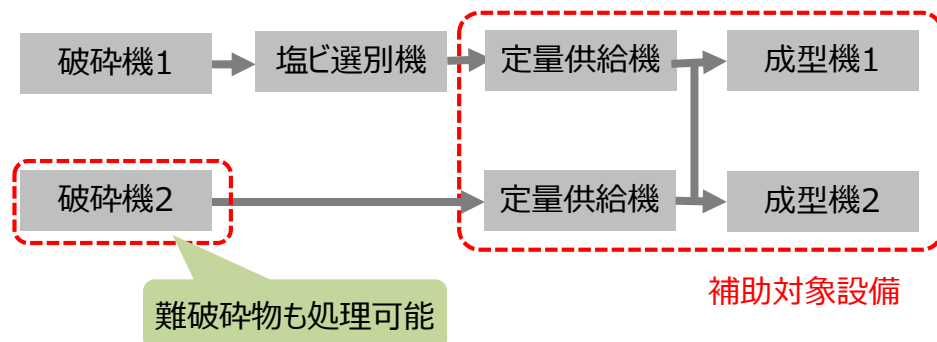 破砕機1
塩ビ選別機
定量供給機
成型機1
破砕機2
定量供給機
成型機2
難破砕物も処理可能
補助対象設備